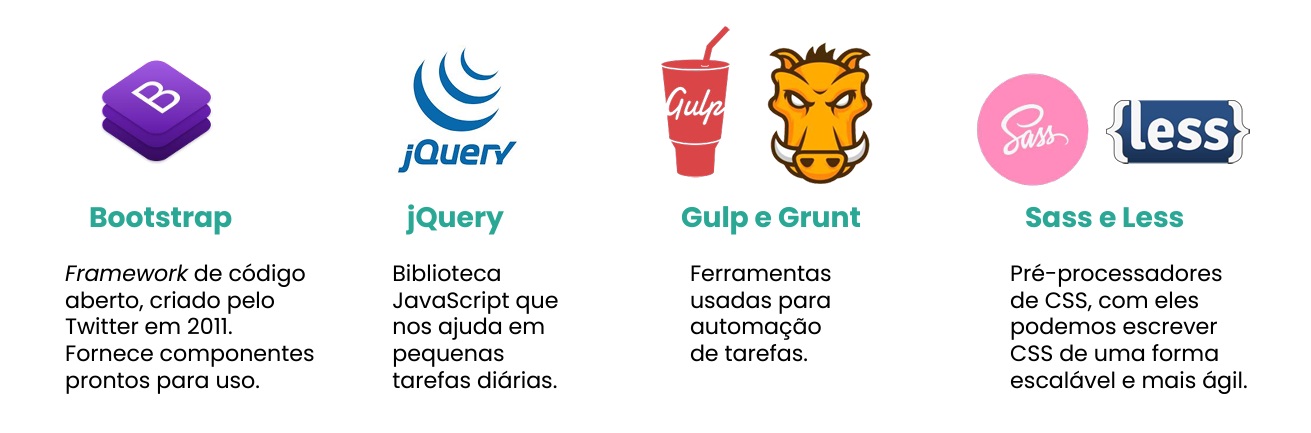 B
jQuery
Gulp
Sass
{less}
Bootstrap
Framework de código
aberto, criado pelo
Twitter em 2011.
Fornece componentes
prontos para uso.
jQuery
Biblioteca
JavaScript que
nos ajuda em
pequenas
tarefas diárias.
Gulp e Grunt
Ferramentas
usadas para
automação
de tarefas.
Sass e Less
Pré-processadores
de CSS, com eles
podemos escrever
CSS de uma forma
escalável e mais ágil.